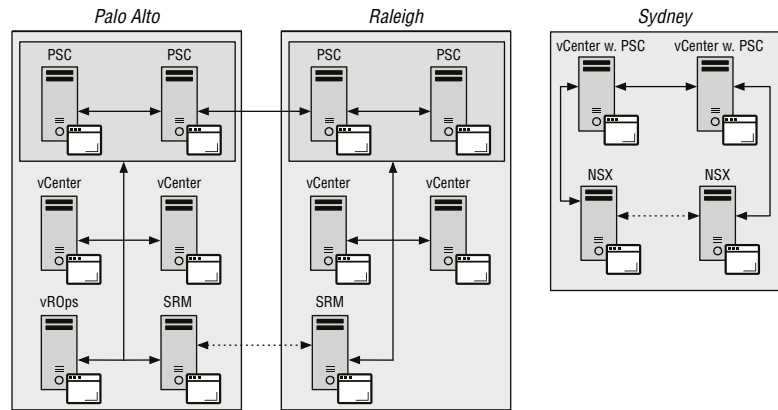 Palo Alto
Raleigh
Sydney
PSC
PSC
PSC
PSC
vCenter w. PSC
vCenter w. PSC
vCenter
vCenter
vCenter
vCenter
NSX
NSX
vROps
SRM
SRM